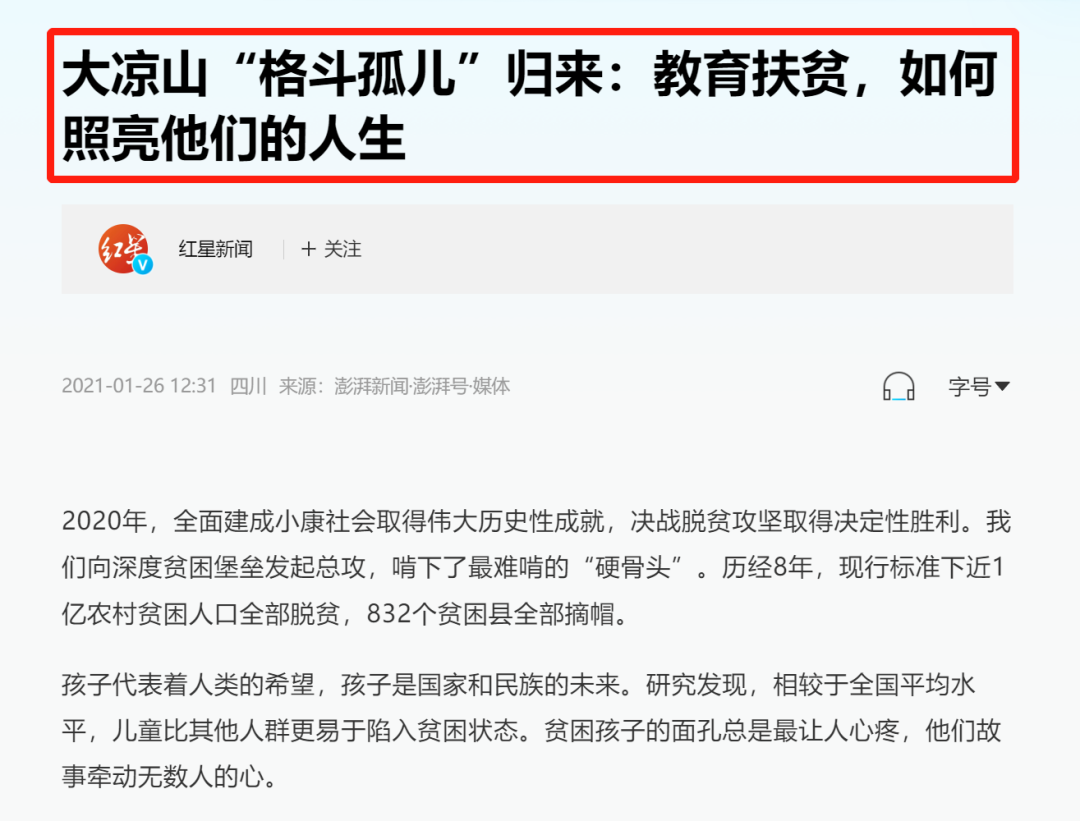 大凉山“格斗孤儿”归来：教育扶贫，如何
照亮他们的人生
红星
V
红星新闻
+ 关注
2021-01-26 12:31 四川 来源：澎湃新闻·澎湃号·媒体
字号▼
2020年，全面建成小康社会取得伟大历史性成就，决战脱贫攻坚取得决定性胜利。我
们向深度贫困堡垒发起总攻，啃下了最难啃的“硬骨头”。历经8年，现行标准下近1
亿农村贫困人口全部脱贫，832个贫困县全部摘帽。
孩子代表着人类的希望，孩子是国家和民族的未来。研究发现，相较于全国平均水
平，儿童比其他人群更易于陷入贫困状态。贫困孩子的面孔总是最让人心疼，他们故
事牵动无数人的心。